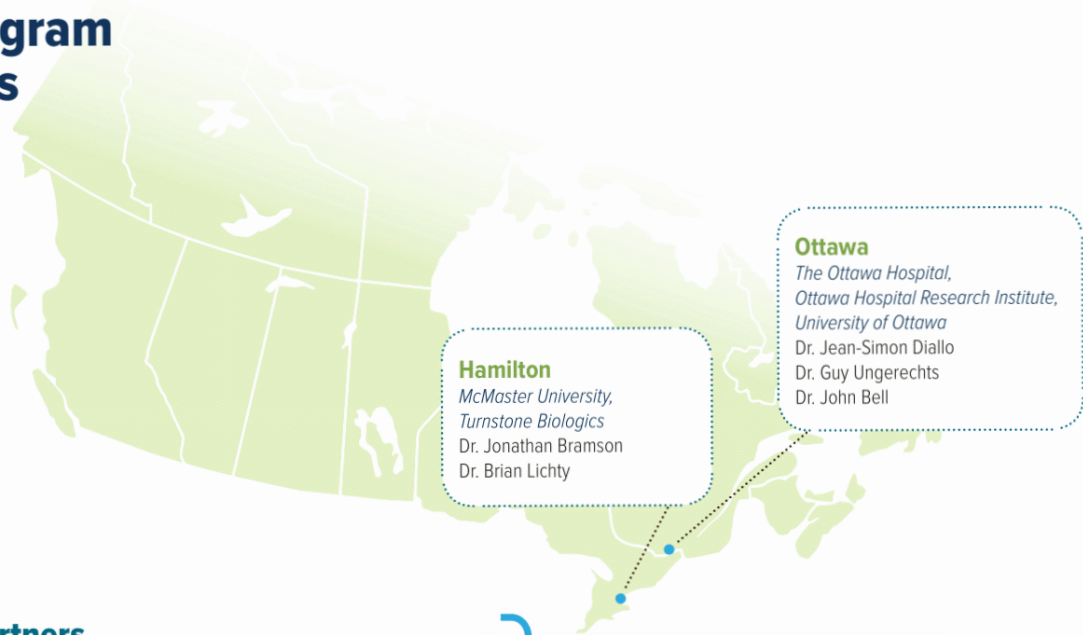 gram
s
Ottawa
The Ottawa Hospital,
Ottawa Hospital Research Institute,
University of Ottawa
Dr. Jean-Simon Diallo
Dr. Guy Ungerechts
Dr. John Bell
Hamilton
McMaster University,
Turnstone Biologics
Dr. Jonathan Bramson
Dr. Brian Lichty
rtners